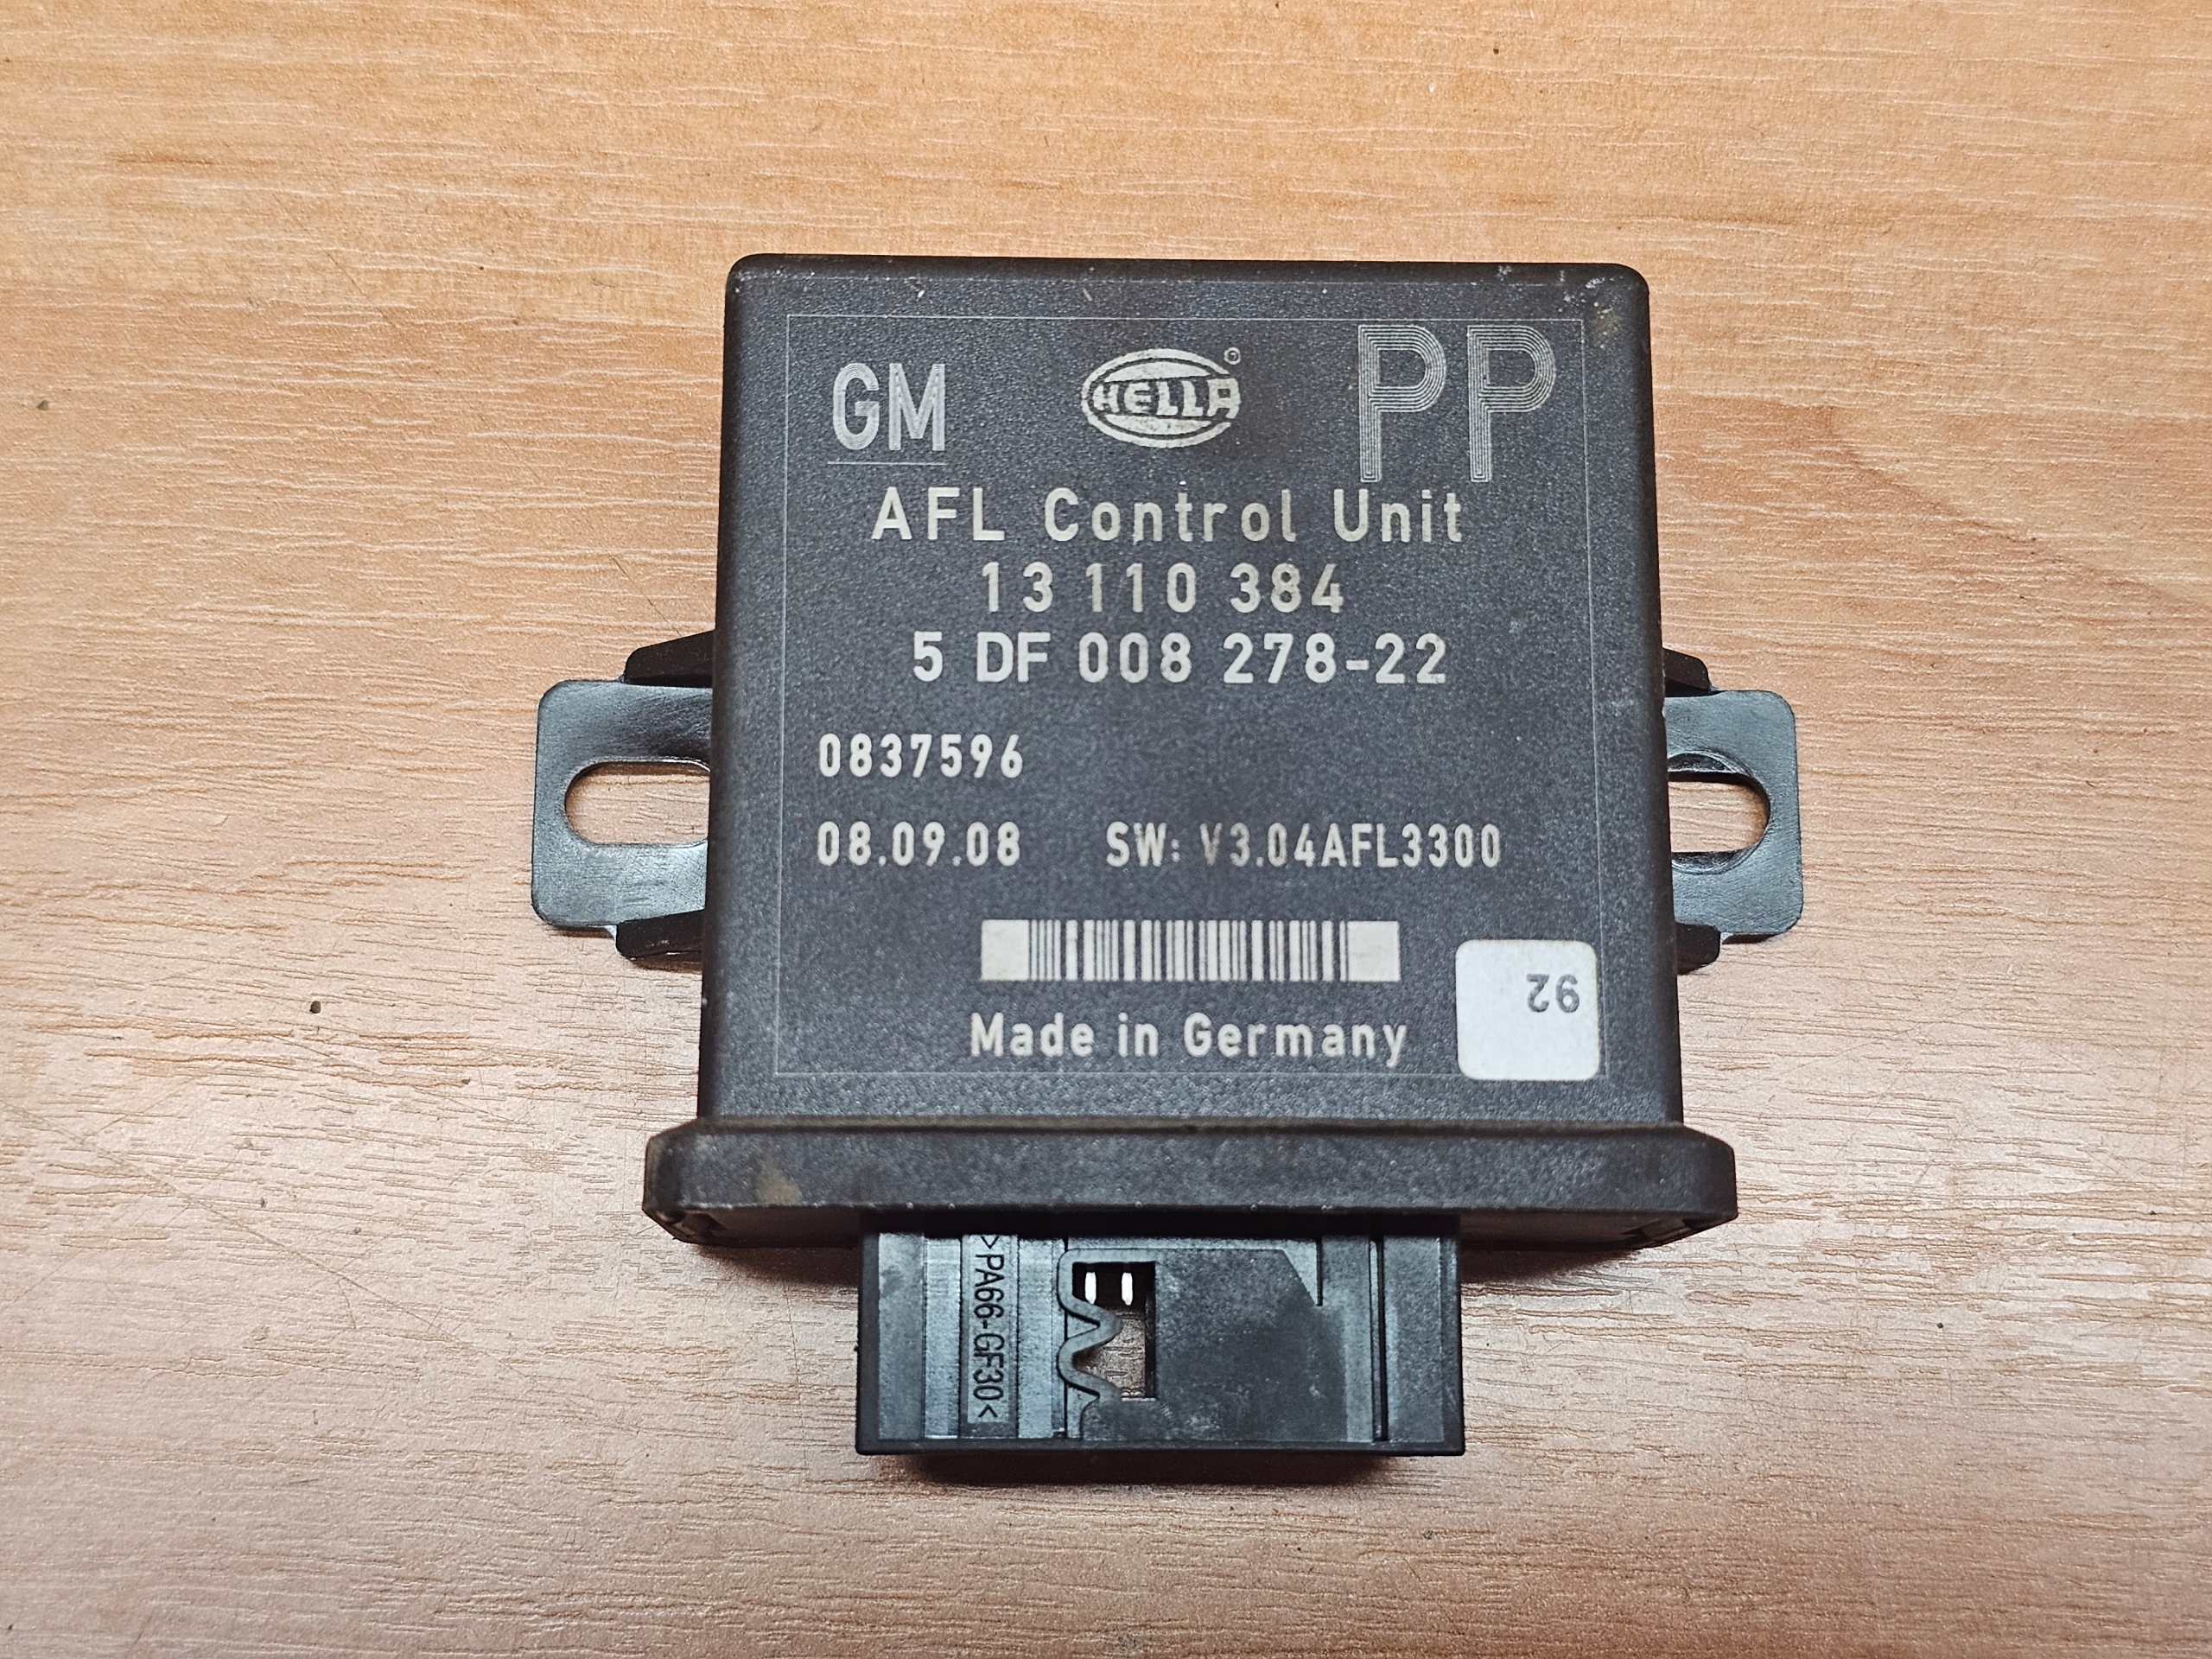 GM HELLA® PP
AFL Control Unit
13 110 384
5 DF 008 278-22
0837596
08.09.08 SW: V3.04AFL3300
92
Made in Germany
>PA66-GF30<